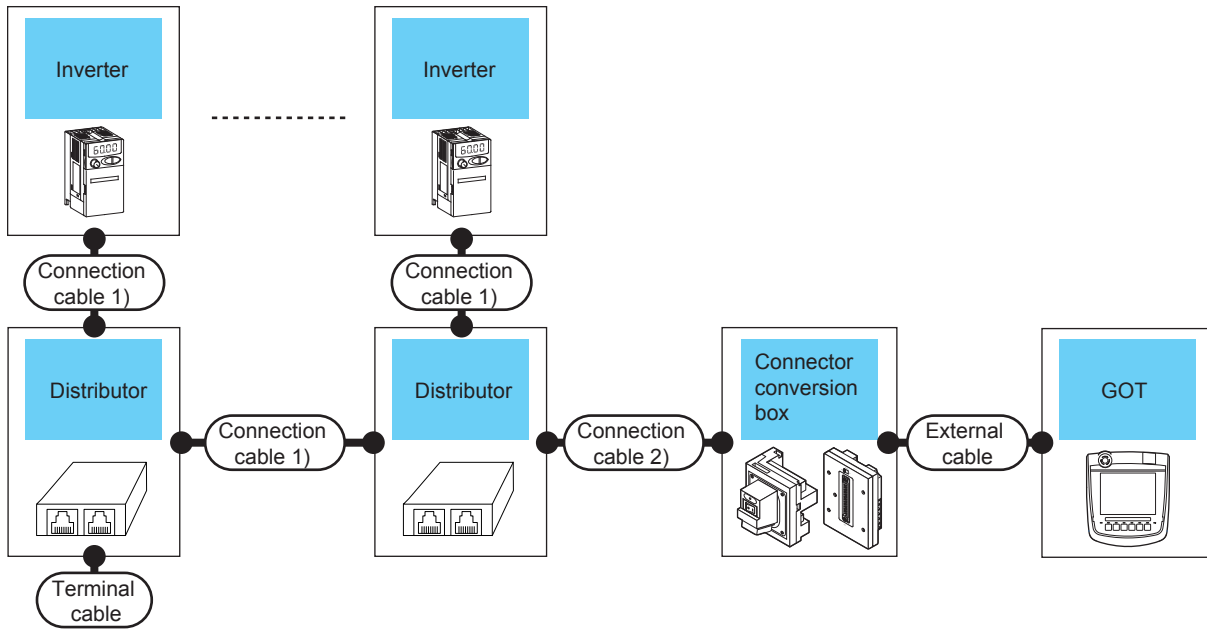 Inverter
Inverter
60.00
60.00
Connection
cable 1)
Connection
cable 1)
Distributor
Distributor
Connector
conversion
box
GOT
Connection
cable 1)
Connection
cable 2)
External
cable
Terminal
cable